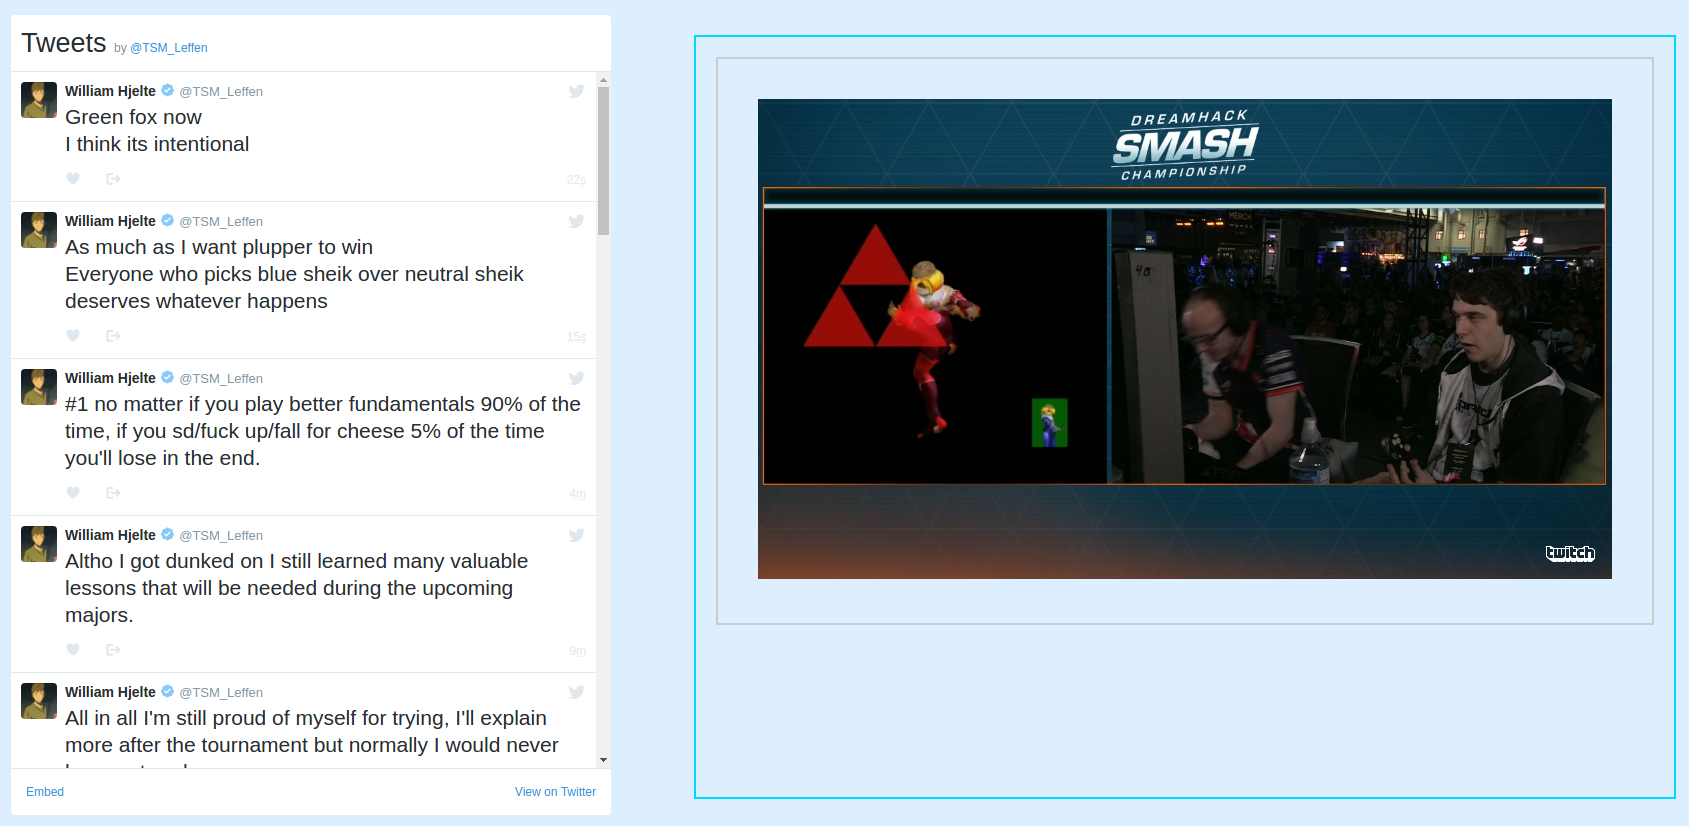 Tweets by @TSM_Leffen
William Hjelte @TSM_Leffen
Green fox now
I think its intentional
22s
William Hjelte @TSM_Leffen
As much as I want plupper to win
Everyone who picks blue sheik over neutral sheik
deserves whatever happens
15s
William Hjelte @TSM_Leffen
#1 no matter if you play better fundamentals 90% of the
time, if you sd/fuck up/fall for cheese 5% of the time
you'll lose in the end.
4m
William Hjelte @TSM_Leffen
Altho I got dunked on I still learned many valuable
lessons that will be needed during the upcoming
majors.
9m
William Hjelte @TSM_Leffen
All in all I'm still proud of myself for trying, I'll explain
more after the tournament but normally I would never
Embed
View on Twitter
DREAMHACK
SMASH
CHAMPIONSHIP
MERCH
twitch